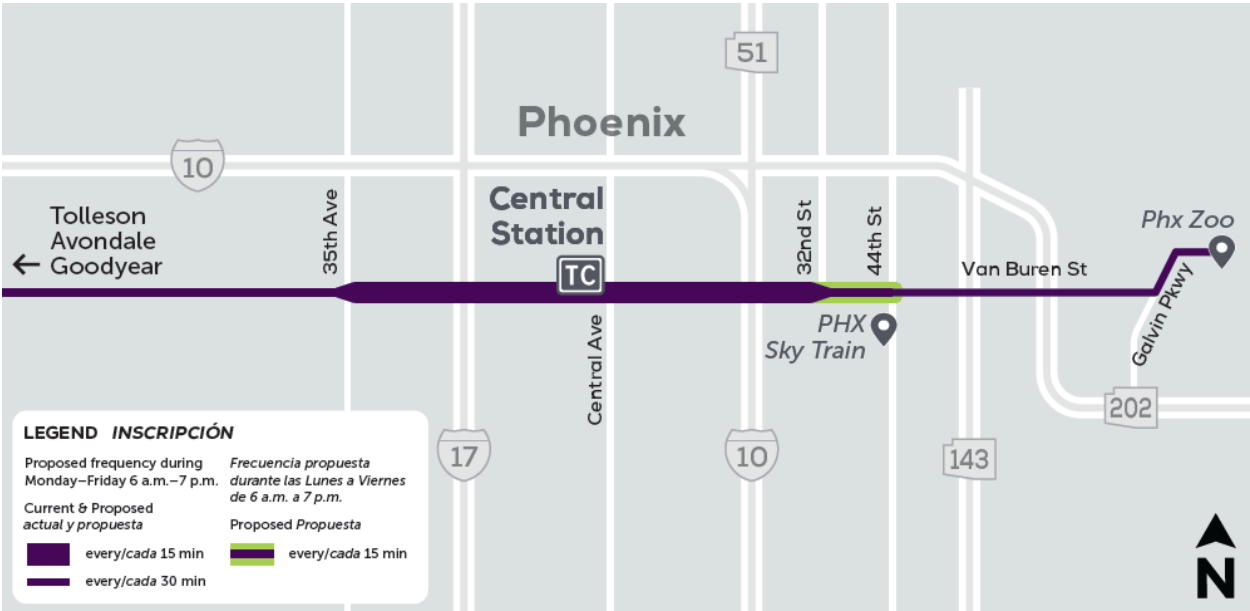 51
Phoenix
10
Central
Station
TC
Tolleson
Avondale
Goodyear
35th Ave
32nd St
44th St
Phx Zoo
Van Buren St
Galvin Pkwy
PHX
Sky Train
Central Ave
202
17
10
143
LEGEND INSCRIPCIÓN
Proposed frequency during
Monday–Friday 6 a.m.–7 p.m.
Frecuencia propuesta
durante las Lunes a Viernes
de 6 a.m. a 7 p.m.
Current & Proposed
actual y propuesta
every/cada 15 min
every/cada 30 min
Proposed Propuesta
every/cada 15 min
N